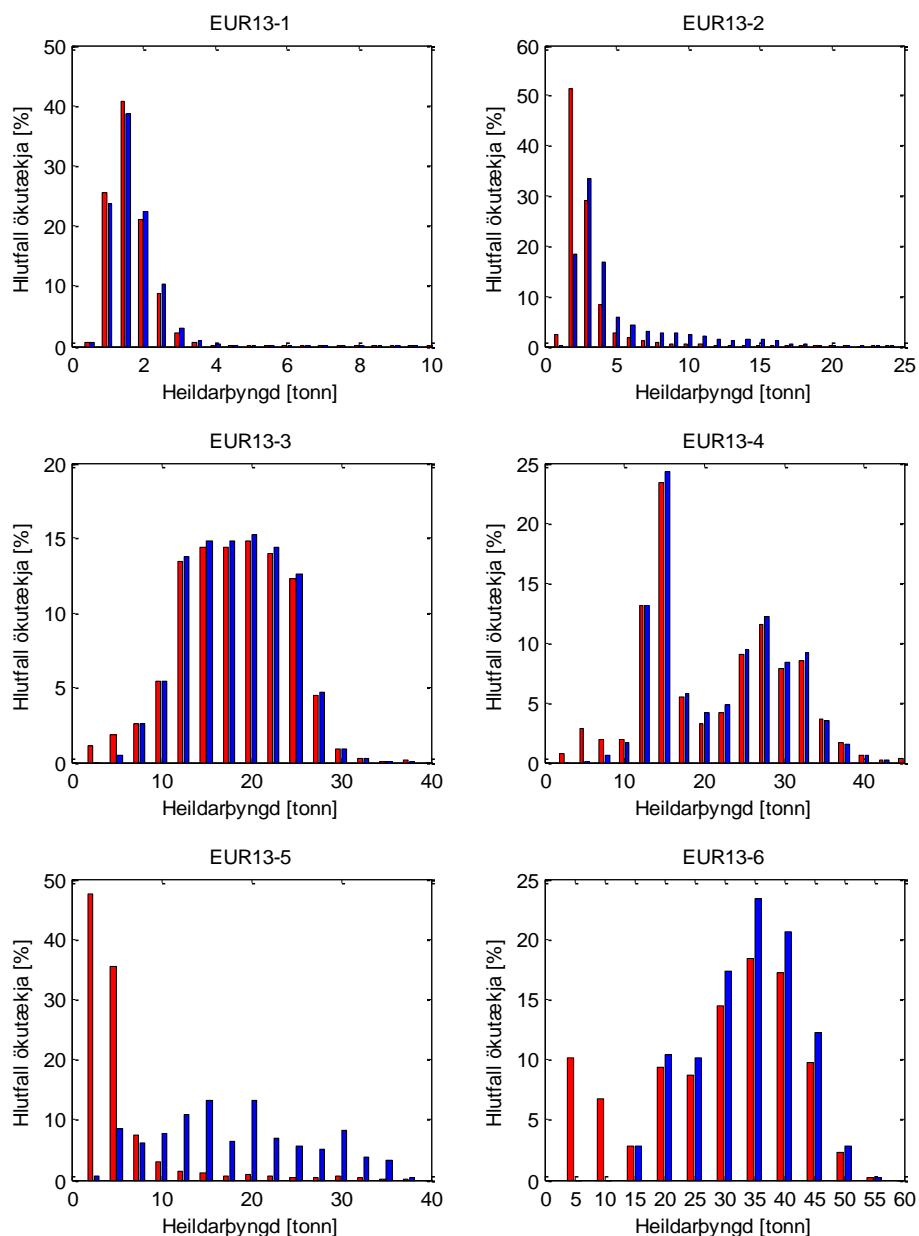 EUR13-1
50
40
30
20
10
0
Hlutfall ökutækja [%]
0 2 4 6 8 10
Heildarþyngd [tonn]
EUR13-2
60
50
40
30
20
10
0
Hlutfall ökutækja [%]
0 5 10 15 20 25
Heildarþyngd [tonn]
EUR13-3
20
15
10
5
0
Hlutfall ökutækja [%]
0 10 20 30 40
Heildarþyngd [tonn]
EUR13-4
25
20
15
10
5
0
Hlutfall ökutækja [%]
0 10 20 30 40
Heildarþyngd [tonn]
EUR13-5
50
40
30
20
10
0
Hlutfall ökutækja [%]
0 10 20 30 40
Heildarþyngd [tonn]
EUR13-6
25
20
15
10
5
0
Hlutfall ökutækja [%]
0 5 10 15 20 25 30 35 40 45 50 55 60
Heildarþyngd [tonn]